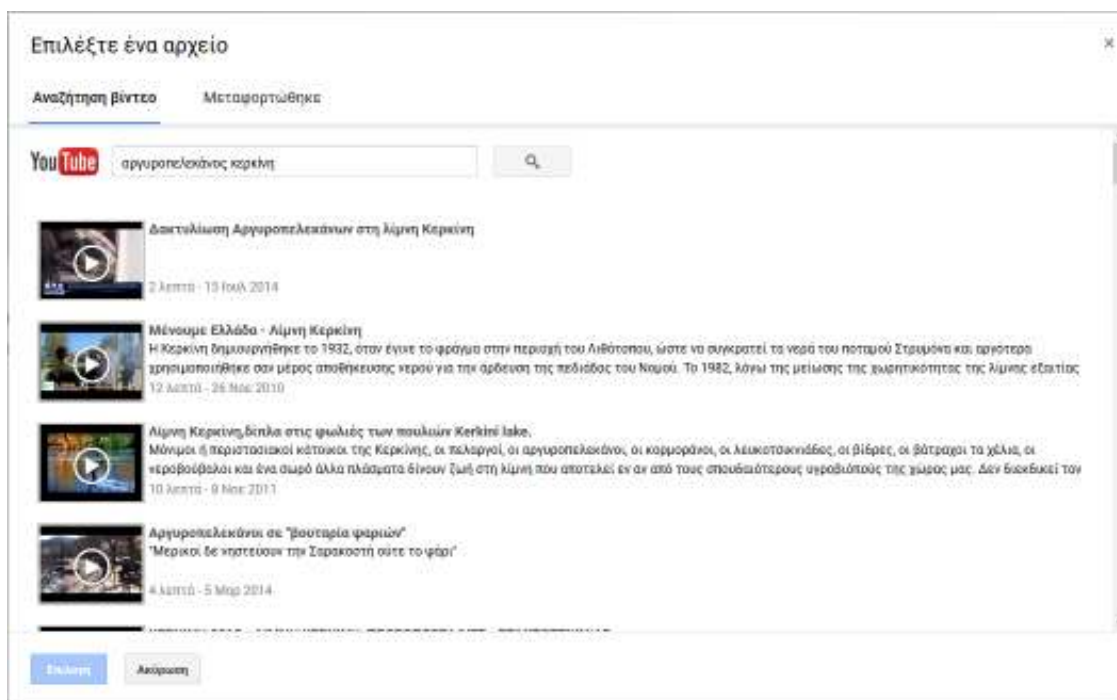 Επιλέξτε ένα αρχείο
×
Αναζήτηση βίντεο Μεταφορτώθηκε
YouTube αργυροπελεκάνος κερκίνη
Δακτυλίωση Αργυροπελεκάνων στη λίμνη Κερκίνη
2 λεπτά - 13 Ιουλ 2014
Μένουμε Ελλάδα - Λίμνη Κερκίνη
Η Κερκίνη δημιουργήθηκε το 1932, όταν έγινε το φράγμα στην περιοχή του Λιθότοπου, ώστε να συγκρατεί τα νερά του ποταμού Στρυμόνα και αργότερα
χρησιμοποιήθηκε σαν μέρος αποθήκευσης νερού για την άρδευση της πεδιάδας του Νομού. Το 1982, λόγω της μείωσης της χωρητικότητας της λίμνης εξαιτίας
12 λεπτά - 26 Νοε 2010
Λίμνη Κερκίνη,δίπλα στις φωλιές των πουλιών Kerkini lake.
Μόνιμοι ή περιστασιακοί κάτοικοι της Κερκίνης, οι πελαργοί, οι αργυροπελεκάνοι, οι κορμοράνοι, οι λευκοτσικνιάδες, οι βίδρες, οι βάτραχοι τα χέλια, οι
νεροβούβαλοι και ένα σωρό άλλα πλάσματα δίνουν ζωή στη λίμνη που αποτελεί εν αν από τους σπουδαιότερους υγροβιόπους της χώρας μας. Δεν διεκδικεί τον
10 λεπτά - 9 Νοε 2011
Αργυροπελεκάνοι σε "βουταρία ψαριών"
"Μερικοί δε νηστεύουν την Σαρακοστή ούτε το ψάρι"
4 λεπτά - 5 Μαρ 2014
Επιλογή Ακύρωση